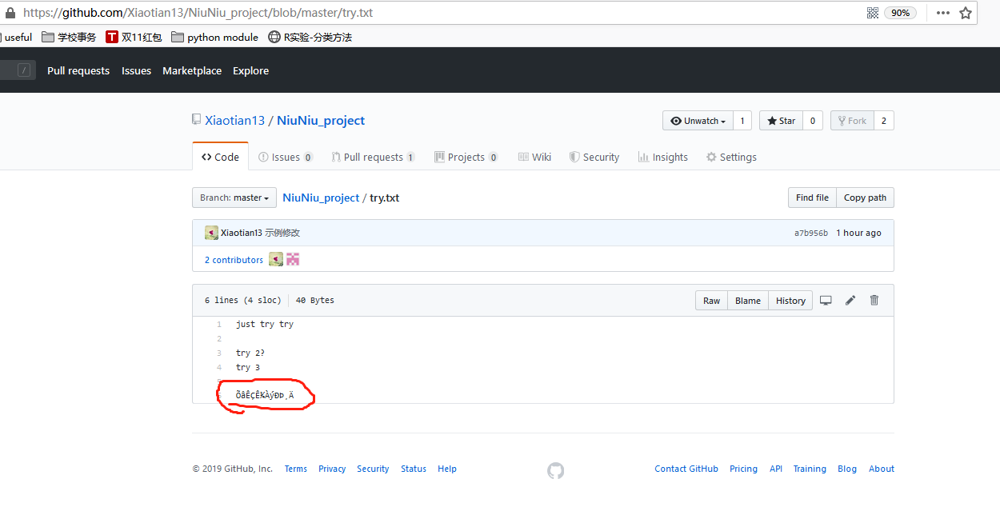 https://github.com/Xiaotian13/NiuNiu_project/blob/master/try.txt 90%
useful 学校事务 T 双11红包 python module R实验-分类方法
/ Pull requests Issues Marketplace Explore
Xiaotian13 / NiuNiu_project Unwatch 1 Star 0 Fork 2
Code Issues 0 Pull requests 1 Projects 0 Wiki Security Insights Settings
Branch: master NiuNiu_project / try.txt Find file Copy path
Xiaotian13 示例修改 a7b956b 1 hour ago
2 contributors
6 lines (4 sloc) 40 Bytes Raw Blame History
1 just try try
2
3 try 2?
4 try 3
5
ÕâÊÇÊ¾ÀýÐÞ¸Ä
© 2019 GitHub, Inc. Terms Privacy Security Status Help Contact GitHub Pricing API Training Blog About